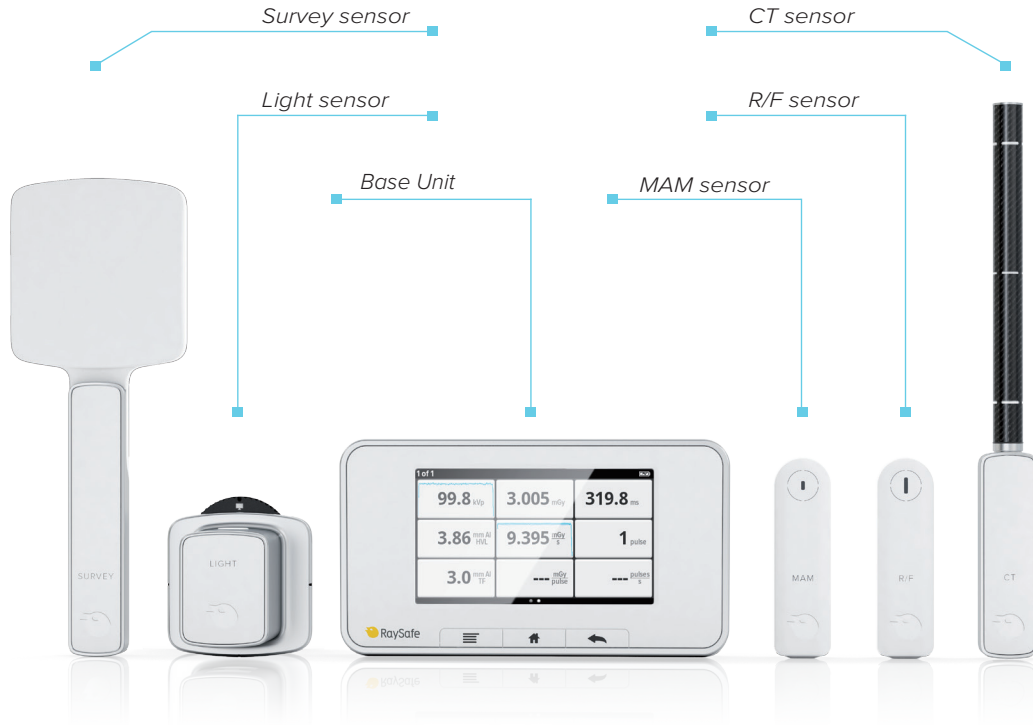 Survey sensor
CT sensor
Light sensor
R/F sensor
Base Unit
MAM sensor
1 of 1
99.8 kVp
3.005 mGy
319.8 ms
3.86 mm Al HVL
9.395 mGy s
1 pulse
3.0 mm Al TF
--- mGy pulse
--- pulses s
RaySafe
SURVEY
LIGHT
MAM
R/F
CT